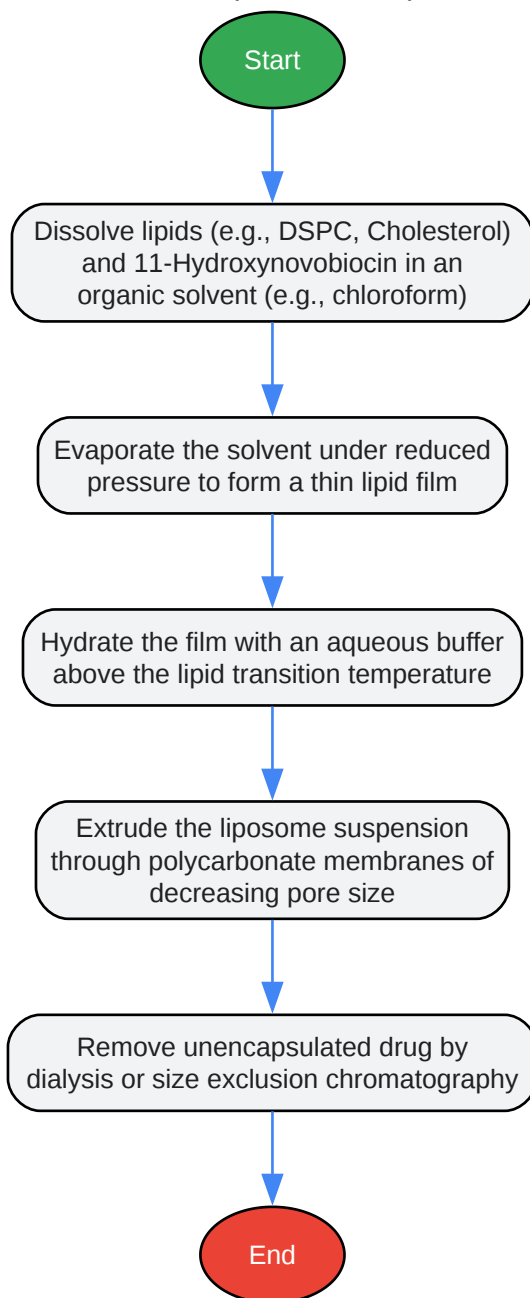 Start
Dissolve lipids (e.g., DSPC, Cholesterol)
and 11-Hydroxynovobiocin in an
organic solvent (e.g., chloroform)
Evaporate the solvent under reduced
pressure to form a thin lipid film
Hydrate the film with an aqueous buffer
above the lipid transition temperature
Extrude the liposome suspension
through polycarbonate membranes of
decreasing pore size
Remove unencapsulated drug by
dialysis or size exclusion chromatography
End